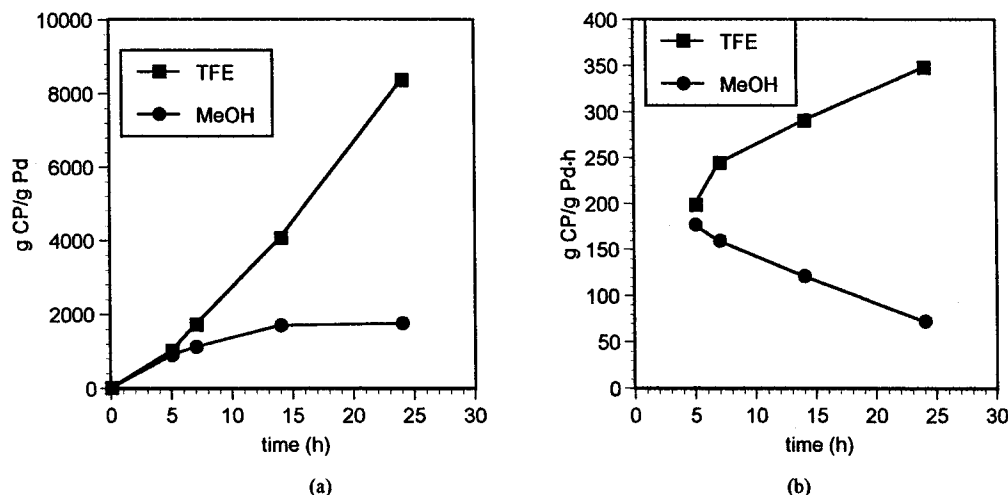 10000
8000
6000
4000
2000
0
g CP/g Pd
TFE
MeOH
0 5 10 15 20 25 30
time (h)
(a)
400
350
300
250
200
150
100
50
0
g CP/g Pd·h
TFE
MeOH
0 5 10 15 20 25 30
time (h)
(b)